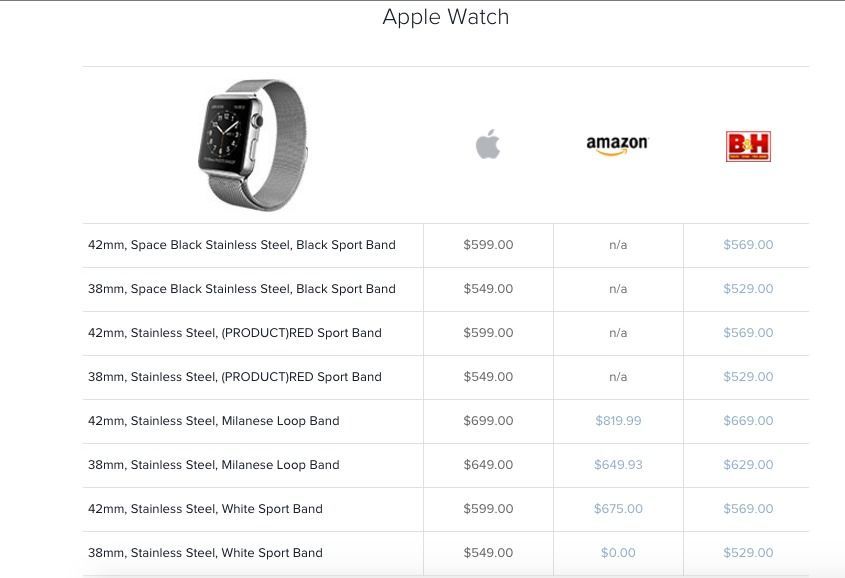 Apple Watch
amazon
B&H
42mm, Space Black Stainless Steel, Black Sport Band $599.00 n/a $569.00
38mm, Space Black Stainless Steel, Black Sport Band $549.00 n/a $529.00
42mm, Stainless Steel, (PRODUCT)RED Sport Band $599.00 n/a $569.00
38mm, Stainless Steel, (PRODUCT)RED Sport Band $549.00 n/a $529.00
42mm, Stainless Steel, Milanese Loop Band $699.00 $819.99 $669.00
38mm, Stainless Steel, Milanese Loop Band $649.00 $649.93 $629.00
42mm, Stainless Steel, White Sport Band $599.00 $675.00 $569.00
38mm, Stainless Steel, White Sport Band $549.00 $0.00 $529.00